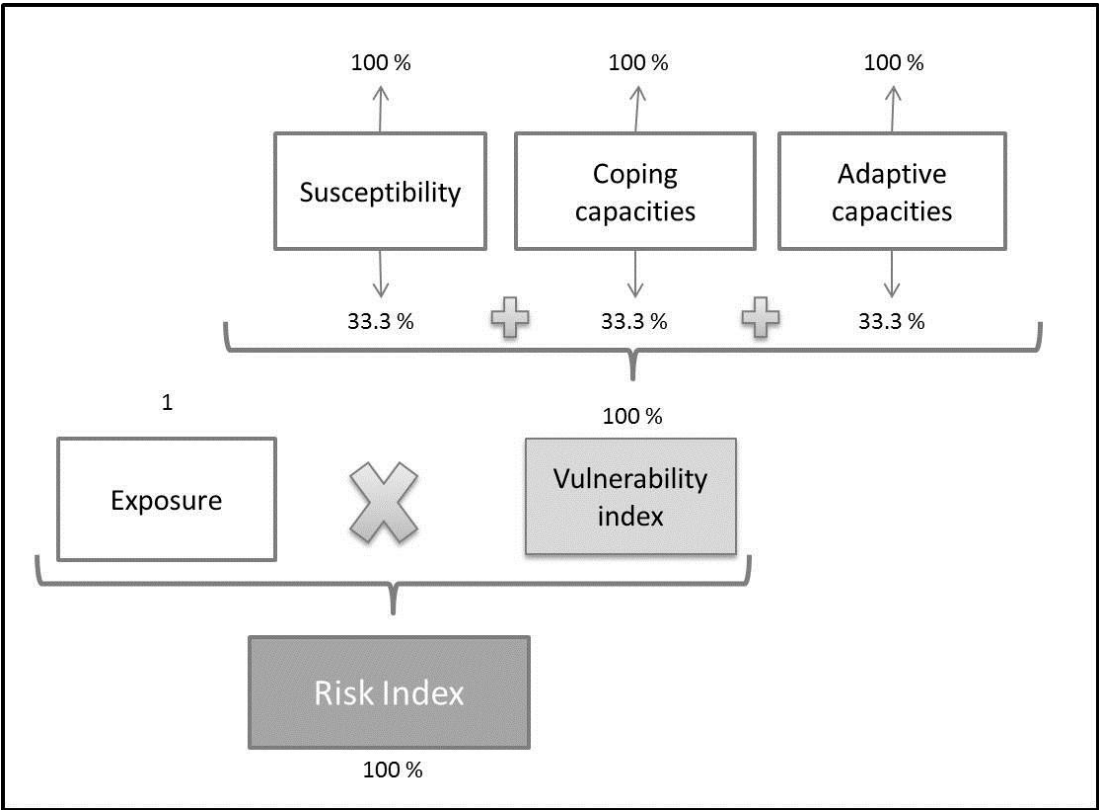 100 %
100 %
100 %
Susceptibility
Coping
capacities
Adaptive
capacities
33.3 %
33.3 %
33.3 %
1
100 %
Exposure
Vulnerability
index
Risk Index
100 %